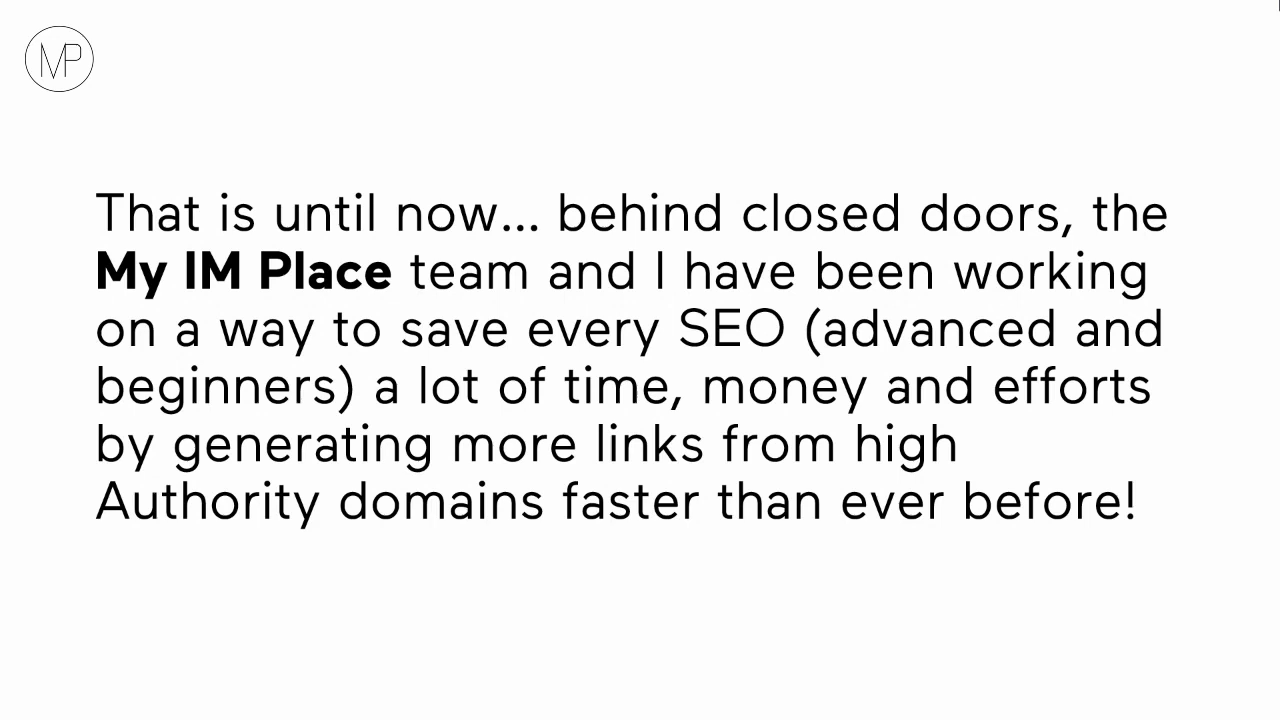 MP
That is until now... behind closed doors, the
My IM Place team and I have been working
on a way to save every SEO (advanced and
beginners) a lot of time, money and efforts
by generating more links from high
Authority domains faster than ever before!